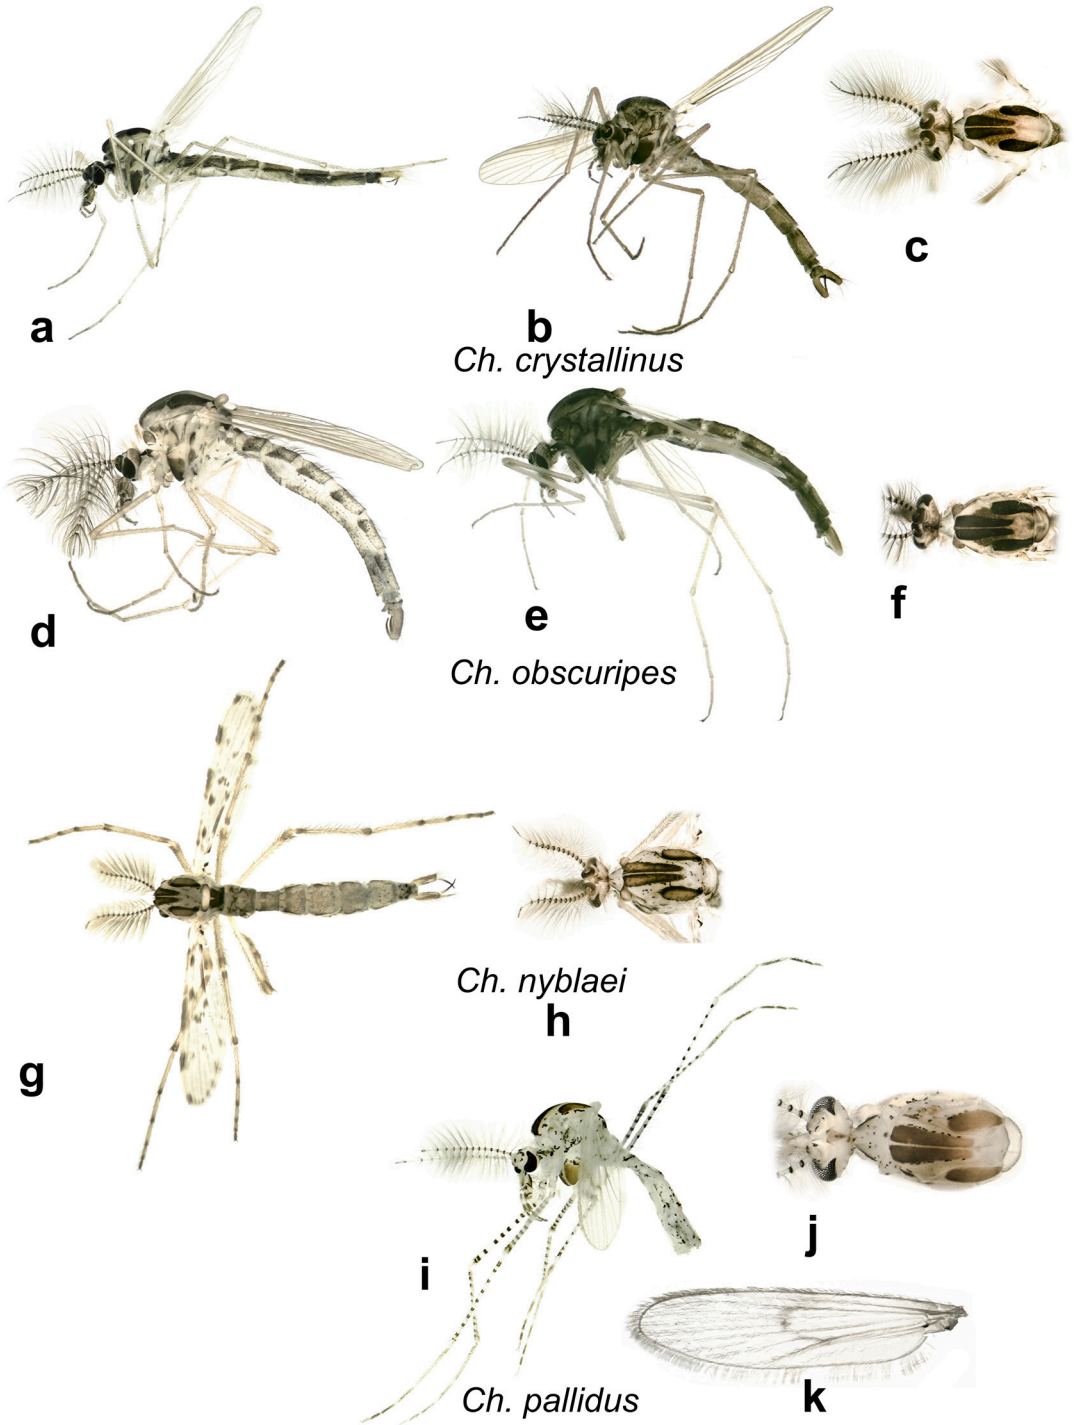 c
a
b
Ch. crystallinus
f
d
e
Ch. obscuripes
Ch. nyblaei
h
g
j
i
Ch. pallidus
k